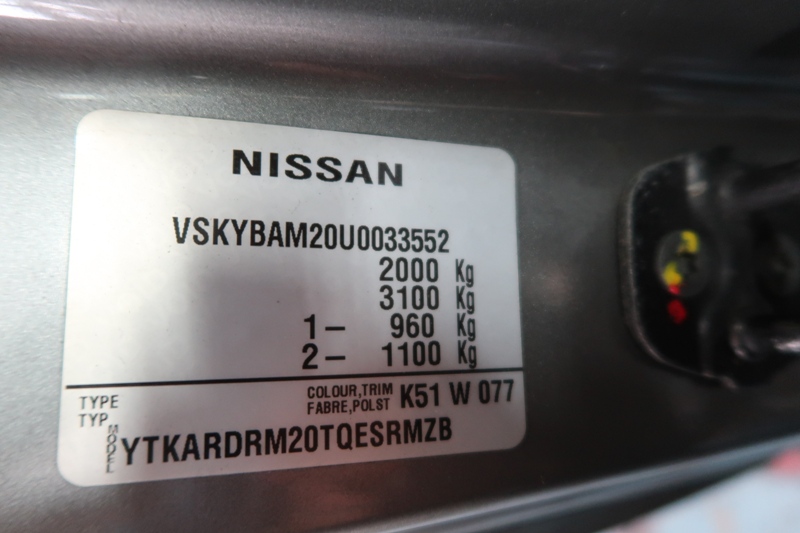 NISSAN
VSKYBAM20U0033552
2000 Kg
3100 Kg
1– 960 Kg
2– 1100 Kg
TYPE
TYP
COLOUR,TRIM
FABRE,POLST
K51 W 077
MODEL
YTKARDRM20TQESRMZB